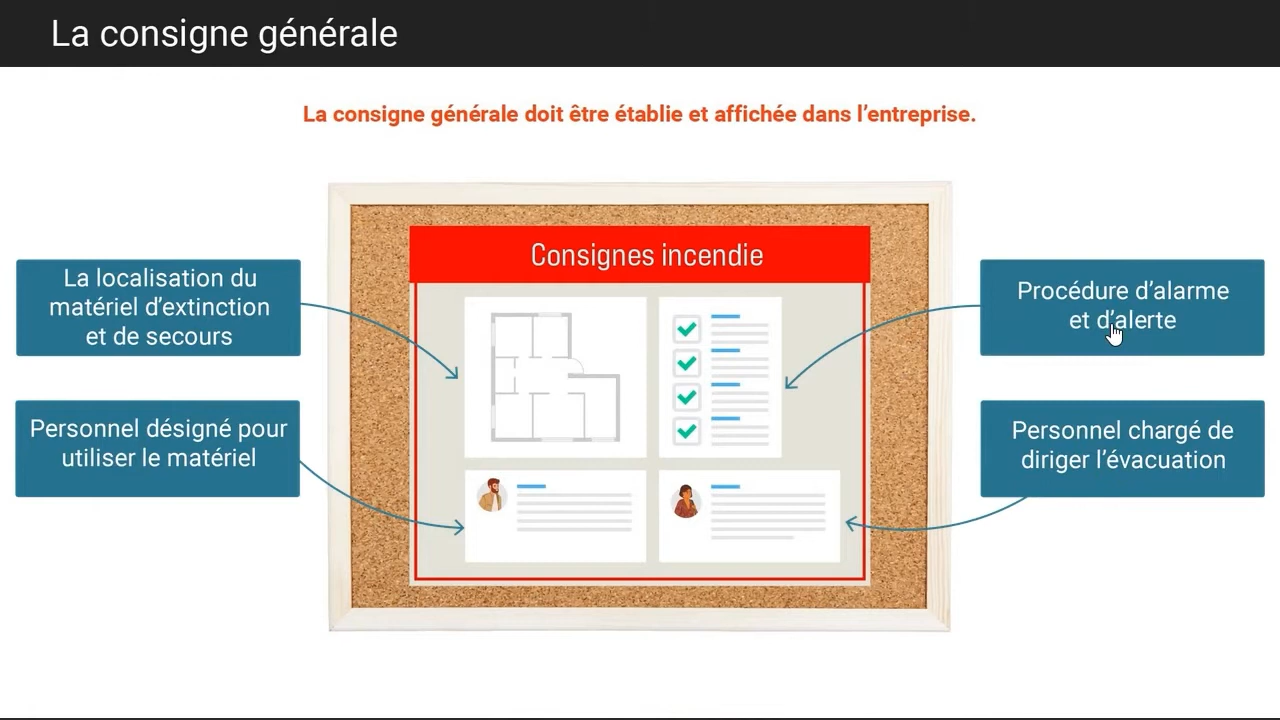 La consigne générale
La consigne générale doit être établie et affichée dans l’entreprise.
Consignes incendie
La localisation du
matériel d’extinction
et de secours
Personnel désigné pour
utiliser le matériel
Procédure d’alarme
et d’alerte
Personnel chargé de
diriger l’évacuation